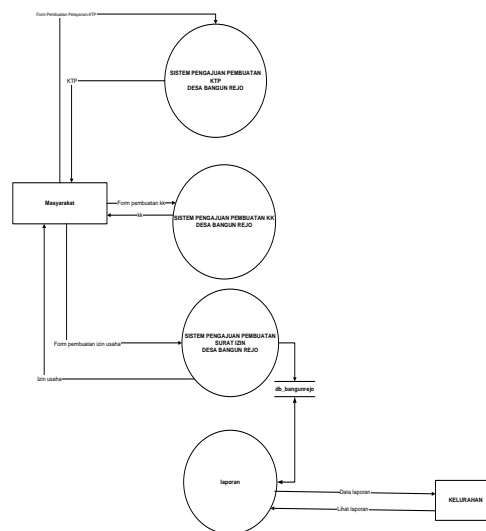 Form Pembuatan Pelayanan KTP
SISTEM PENGAJUAN PEMBUATAN
KTP
DESA BANGUN REJO
KTP
Masyarakat
Form pembuatan kk
kk
SISTEM PENGAJUAN PEMBUATAN KK
DESA BANGUN REJO
SISTEM PENGAJUAN PEMBUATAN
SURAT IZIN
DESA BANGUN REJO
Form pembuatan izin usaha
Izin usaha
db_bangunrejo
laporan
Data laporan
Lihat laporan
KELURAHAN